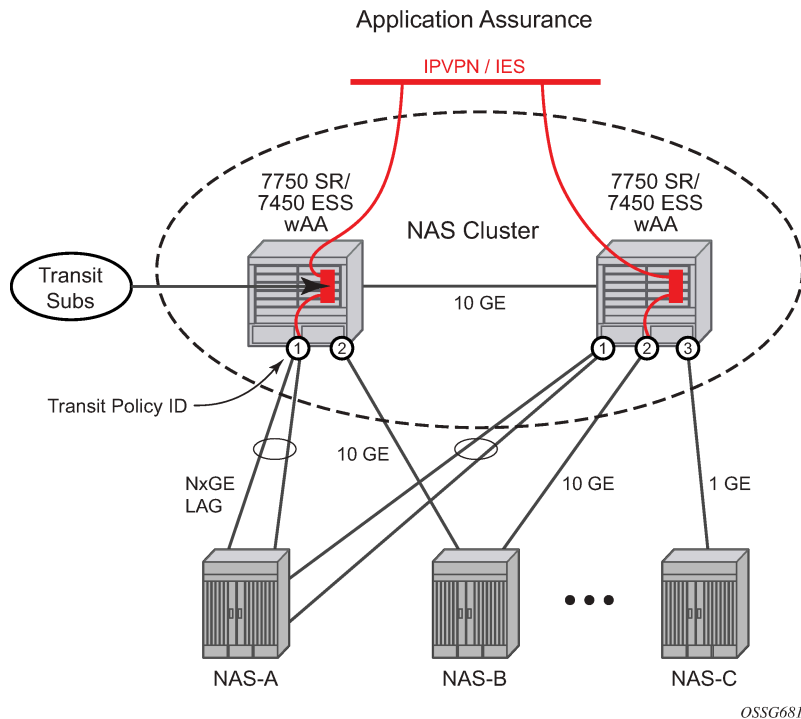 Application Assurance
IPVPN / IES
7750 SR/
7450 ESS
wAA
7750 SR/
7450 ESS
wAA
NAS Cluster
Transit
Subs
10 GE
1
2
1
2
3
Transit Policy ID
10 GE
NxGE
LAG
10 GE
1 GE
NAS-A
NAS-B
NAS-C
OSSG681